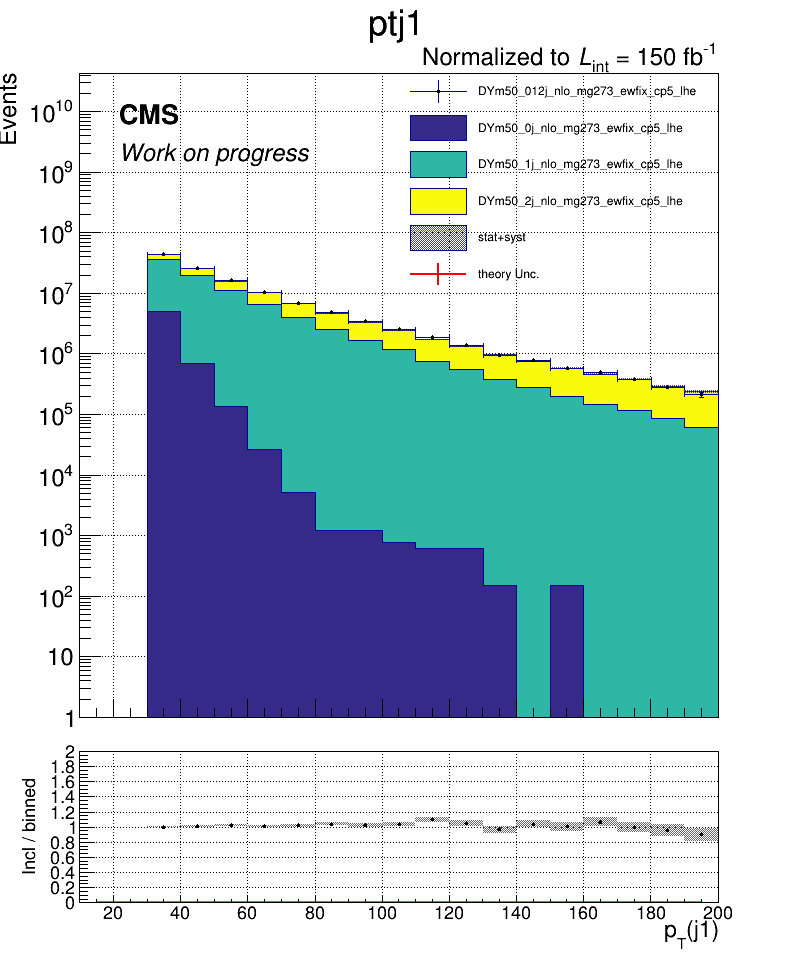 ptj1
Normalized to Lint = 150 fb-1
Events
CMS
Work on progress
DYm50_012j_nlo_mg273_ewfix_cp5_lhe
DYm50_0j_nlo_mg273_ewfix_cp5_lhe
DYm50_1j_nlo_mg273_ewfix_cp5_lhe
DYm50_2j_nlo_mg273_ewfix_cp5_lhe
stat+syst
theory Unc.
10^10
10^9
10^8
10^7
10^6
10^5
10^4
10^3
10^2
10
1
Incl / binned
2
1.8
1.6
1.4
1.2
1
0.8
0.6
0.4
0.2
0
20 40 60 80 100 120 140 160 180 200
pT(j1)